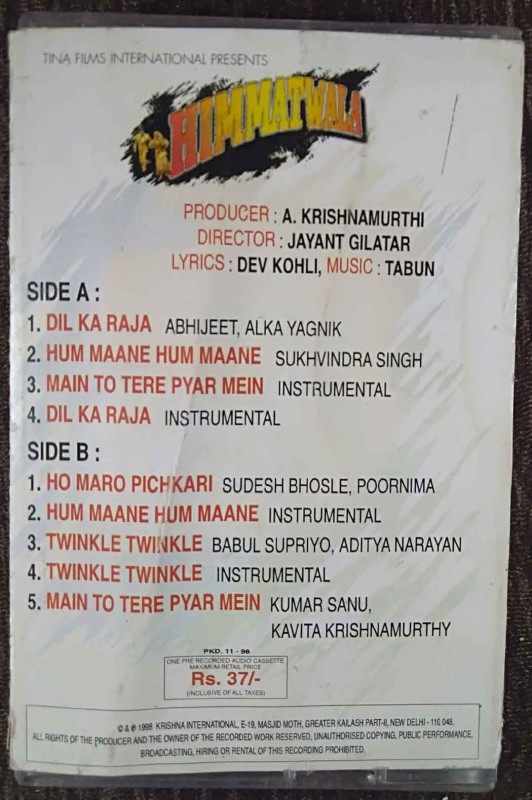 TINA FILMS INTERNATIONAL PRESENTS
HIMMATWALA
PRODUCER : A. KRISHNAMURTHI
DIRECTOR : JAYANT GILATAR
LYRICS : DEV KOHLI, MUSIC : TABUN
SIDE A :
1. DIL KA RAJA ABHIJEET, ALKA YAGNIK
2. HUM MAANE HUM MAANE SUKHVINDRA SINGH
3. MAIN TO TERE PYAR MEIN INSTRUMENTAL
4. DIL KA RAJA INSTRUMENTAL
SIDE B :
1. HO MARO PICHKARI SUDESH BHOSLE, POORNIMA
2. HUM MAANE HUM MAANE INSTRUMENTAL
3. TWINKLE TWINKLE BABUL SUPRIYO, ADITYA NARAYAN
4. TWINKLE TWINKLE INSTRUMENTAL
5. MAIN TO TERE PYAR MEIN KUMAR SANU,
KAVITA KRISHNAMURTHY
PKD. 11 - 98
ONE PRE RECORDED AUDIO CASSETTE
MAXIMUM RETAIL PRICE
Rs. 37/-
(INCLUSIVE OF ALL TAXES)
© & ℗ 1998 KRISHNA INTERNATIONAL, E-19, MASJID MOTH, GREATER KAILASH PART-II, NEW DELHI - 110 048.
ALL RIGHTS OF THE PRODUCER AND THE OWNER OF THE RECORDED WORK RESERVED, UNAUTHORISED COPYING, PUBLIC PERFORMANCE,
BROADCASTING, HIRING OR RENTAL OF THIS RECORDING PROHIBITED.